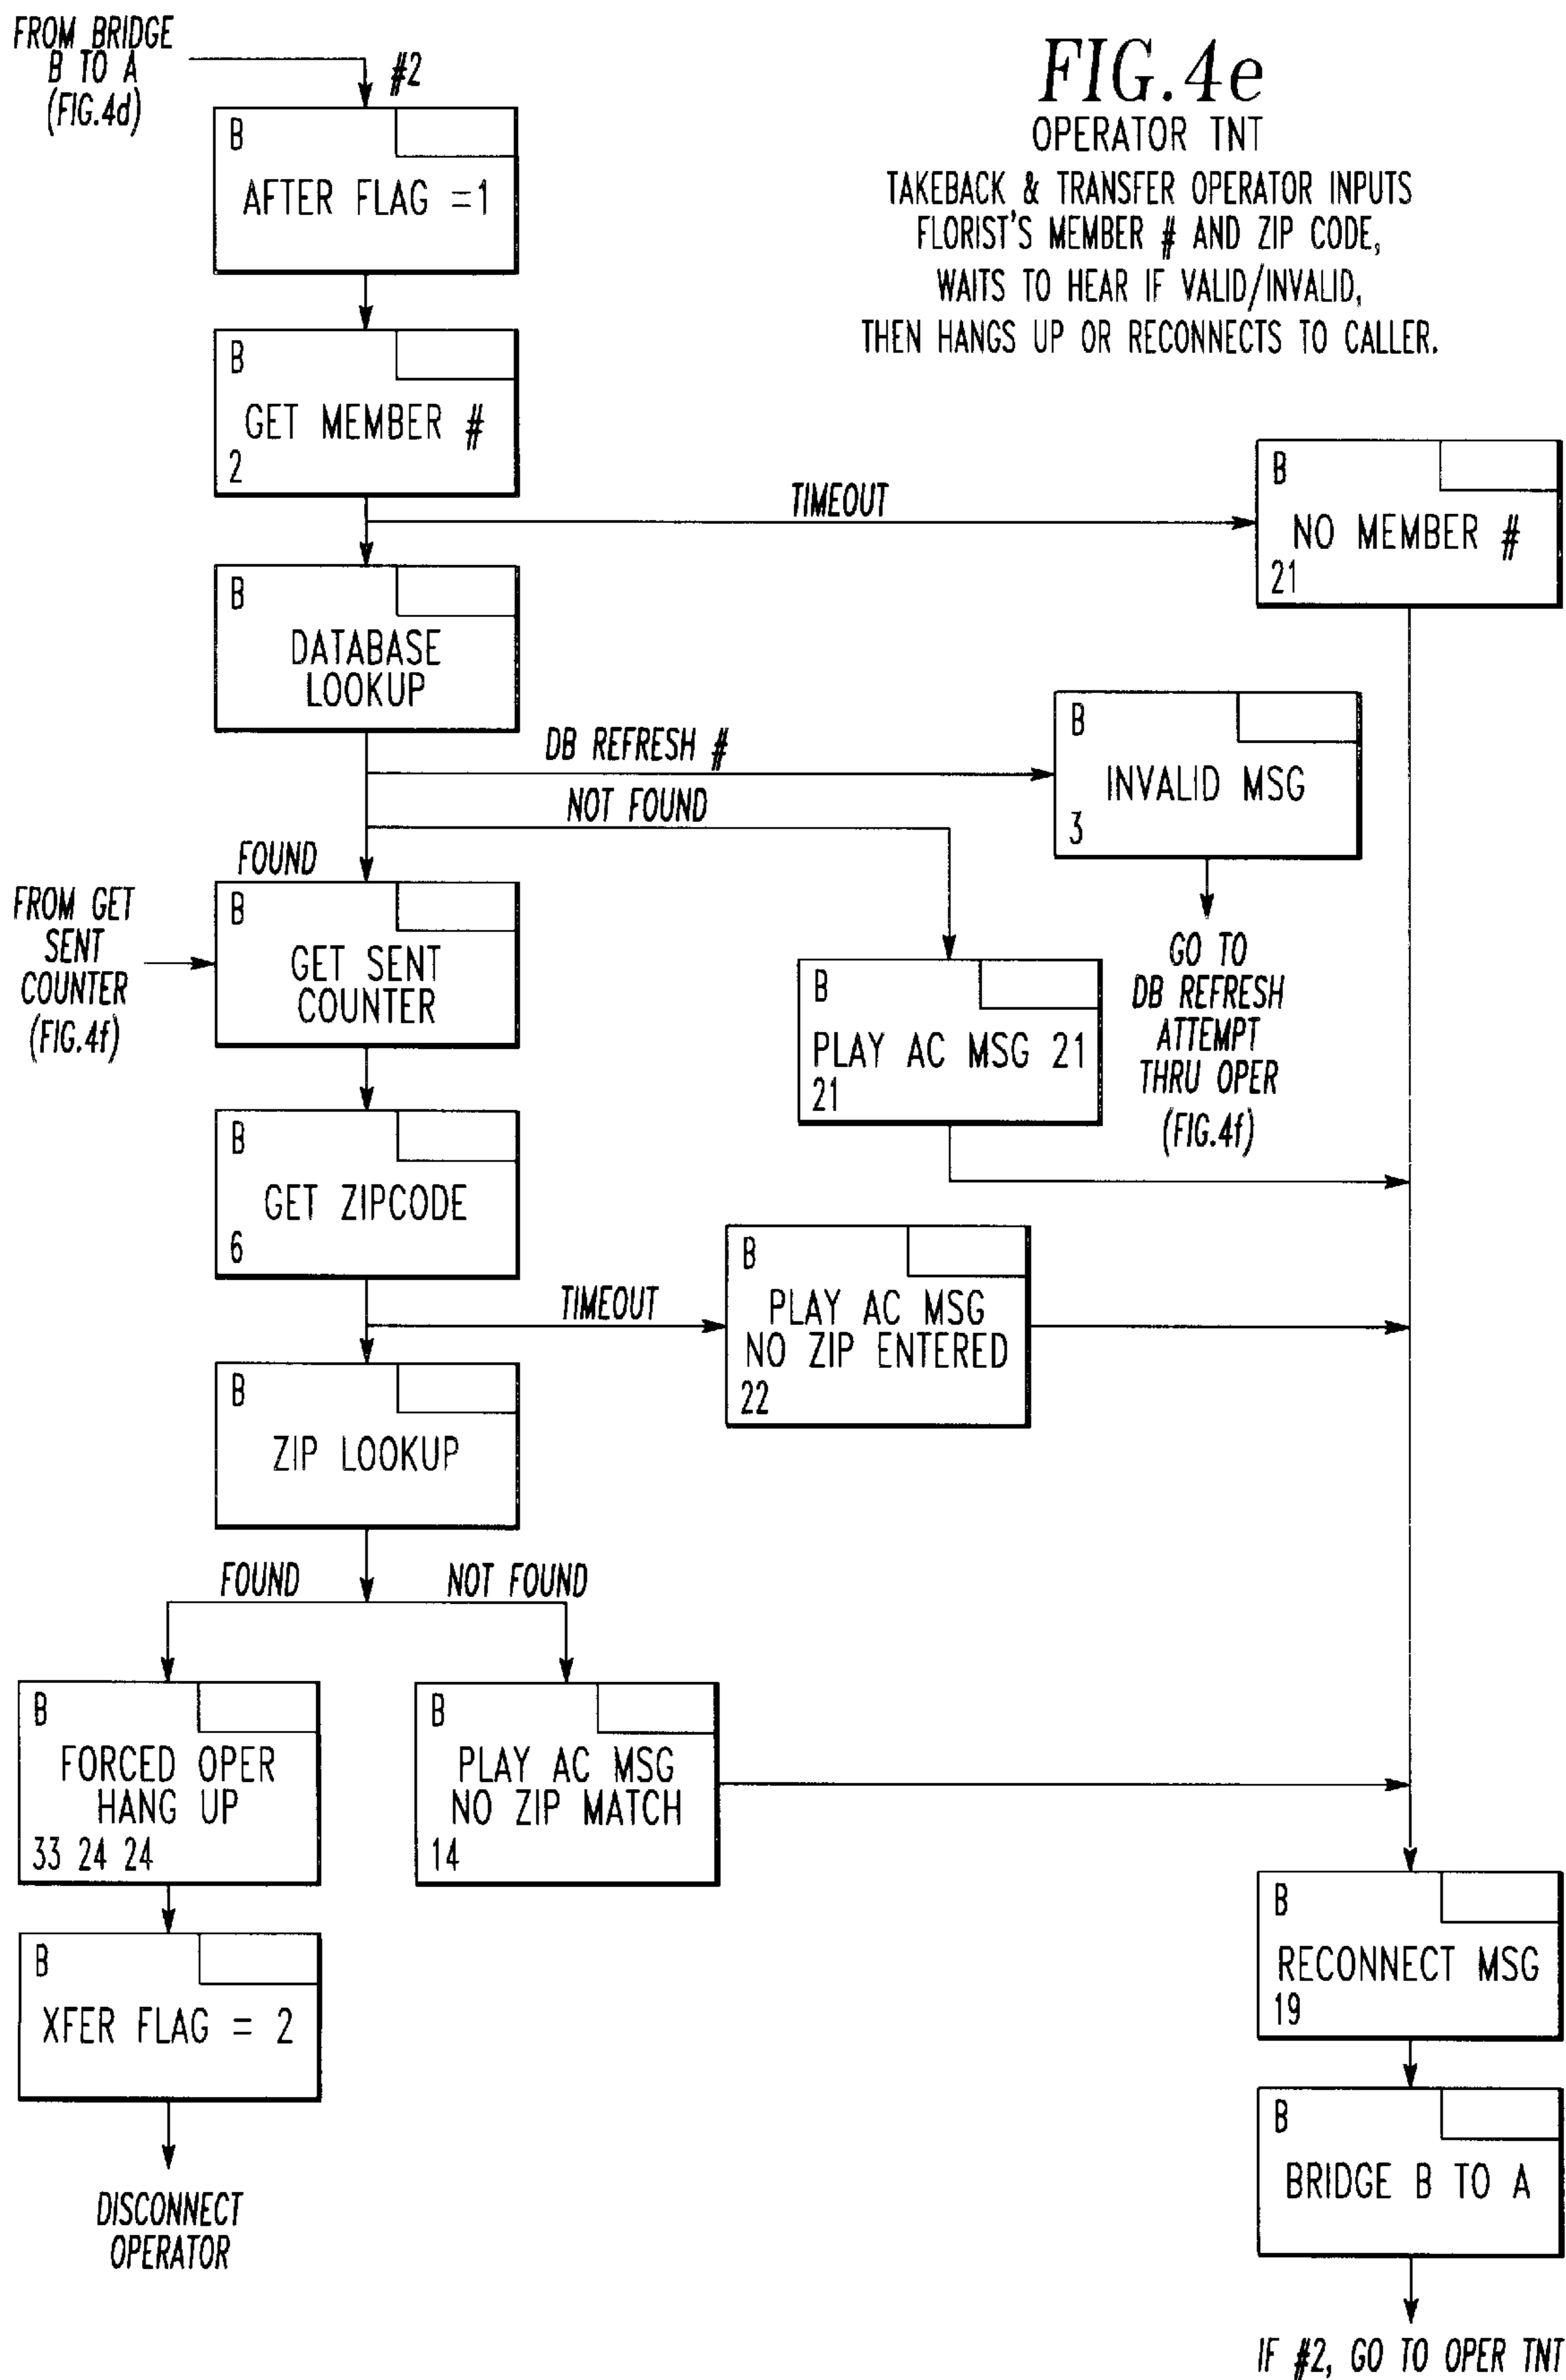 FROM BRIDGE
B TO A
(FIG.4d)
#2
FIG.4e
OPERATOR TNT
TAKEBACK & TRANSFER OPERATOR INPUTS
FLORIST'S MEMBER # AND ZIP CODE,
WAITS TO HEAR IF VALID/INVALID,
THEN HANGS UP OR RECONNECTS TO CALLER.
B
AFTER FLAG =1
B
GET MEMBER #
2
TIMEOUT
B
NO MEMBER #
21
B
DATABASE
LOOKUP
DB REFRESH #
B
INVALID MSG
3
NOT FOUND
FOUND
FROM GET
SENT
COUNTER
(FIG.4f)
B
GET SENT
COUNTER
GO TO
DB REFRESH
ATTEMPT
THRU OPER
(FIG.4f)
B
PLAY AC MSG 21
21
B
GET ZIPCODE
6
TIMEOUT
B
PLAY AC MSG
NO ZIP ENTERED
22
B
ZIP LOOKUP
FOUND
NOT FOUND
B
FORCED OPER
HANG UP
33 24 24
B
PLAY AC MSG
NO ZIP MATCH
14
B
XFER FLAG = 2
DISCONNECT
OPERATOR
B
RECONNECT MSG
19
B
BRIDGE B TO A
IF #2, GO TO OPER TNT